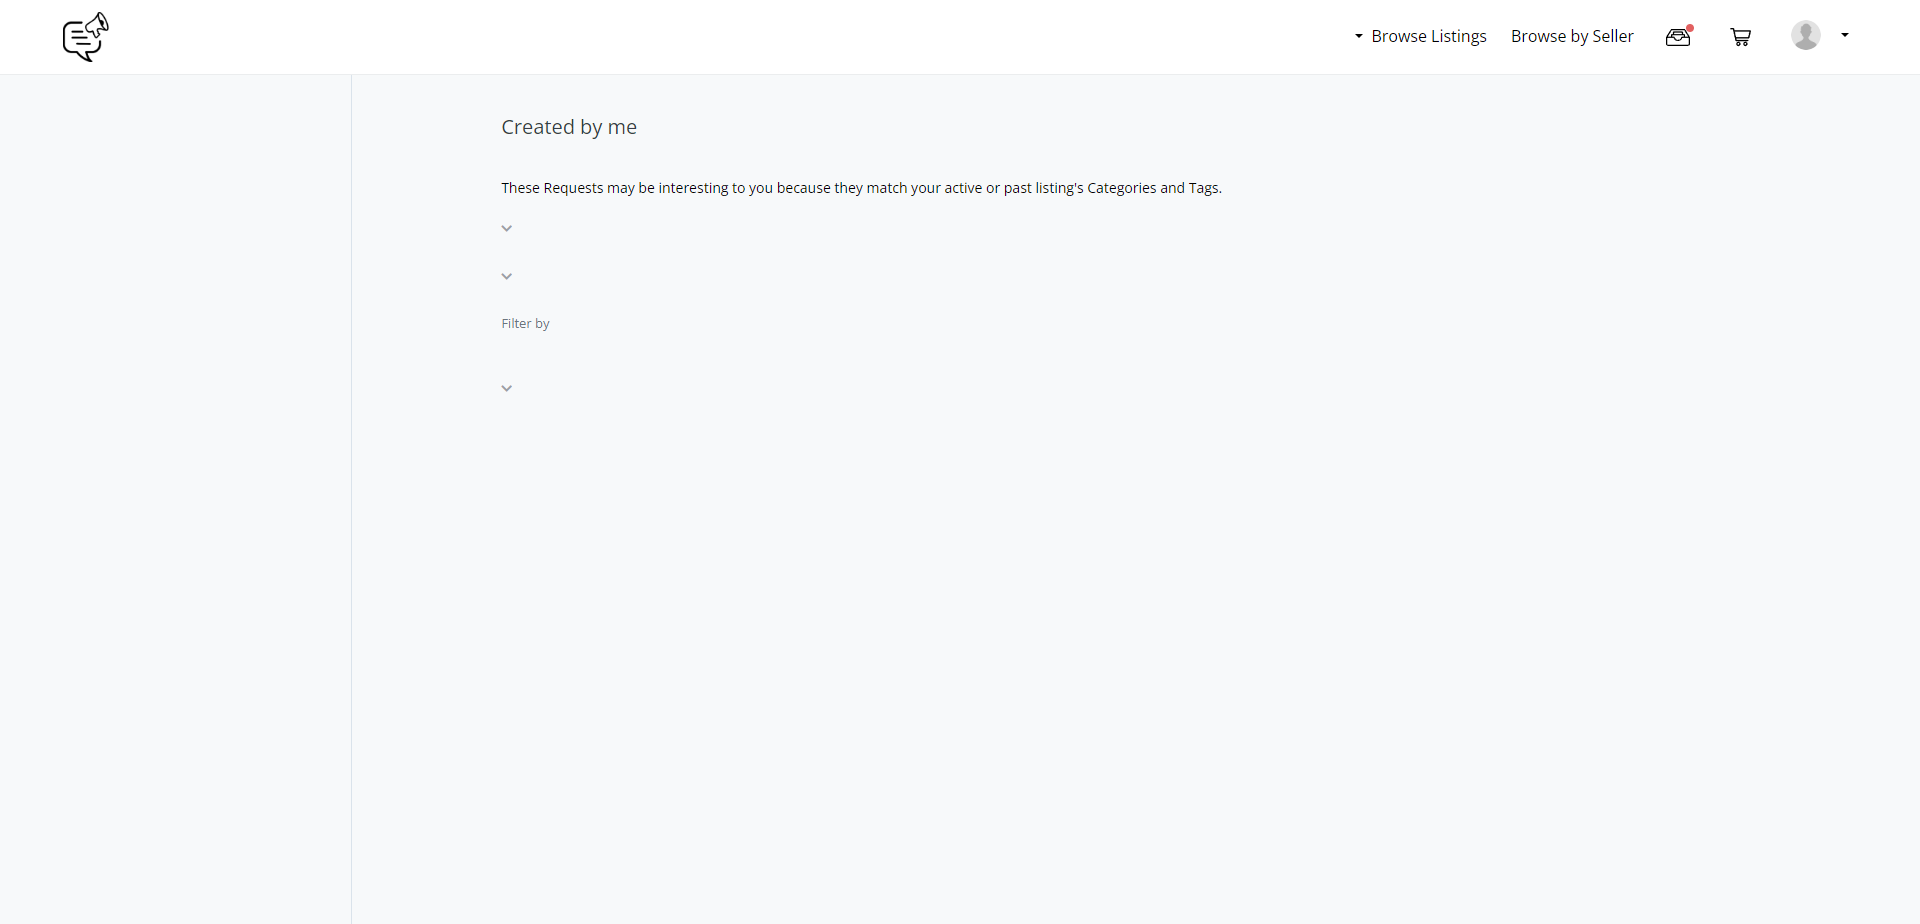 Browse Listings Browse by Seller
Created by me
These Requests may be interesting to you because they match your active or past listing's Categories and Tags.
Filter by